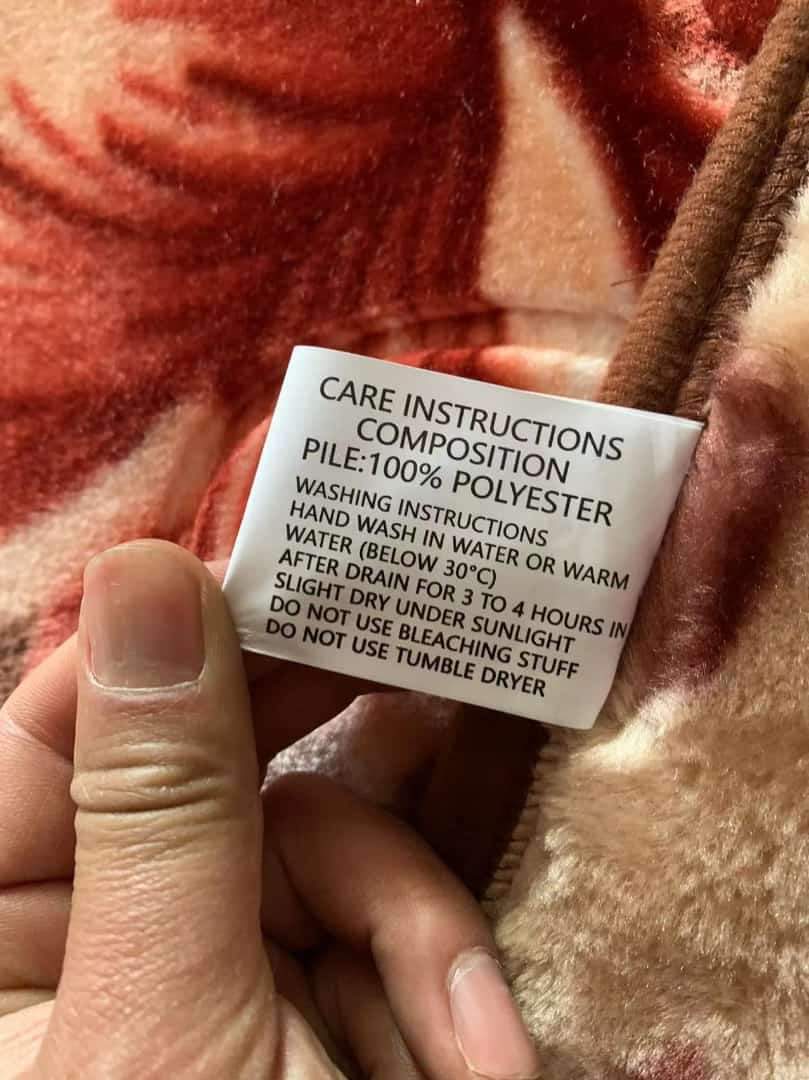 CARE INSTRUCTIONS
COMPOSITION
PILE:100% POLYESTER
WASHING INSTRUCTIONS
HAND WASH IN WATER OR WARM
WATER (BELOW 30°C)
AFTER DRAIN FOR 3 TO 4 HOURS IN
SLIGHT DRY UNDER SUNLIGHT
DO NOT USE BLEACHING STUFF
DO NOT USE TUMBLE DRYER